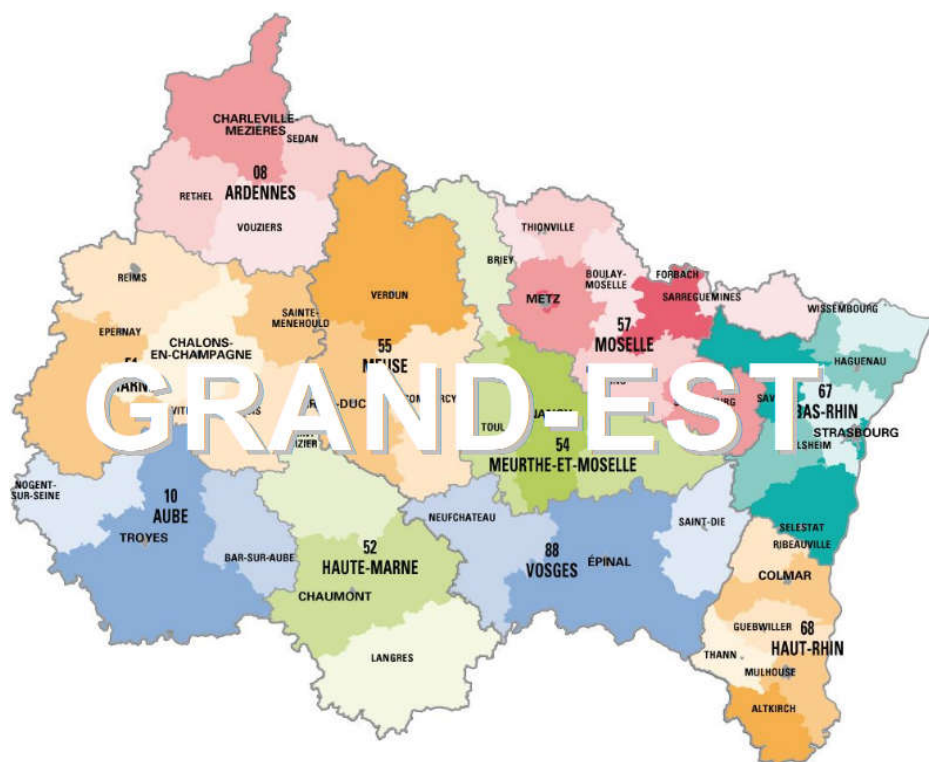 CHARLEVILLE-
MEZIÈRES
SEDAN
08
ARDENNES
RETHEL
VOUZIERS
THIONVILLE
BRIEY
REIMS
BOULAY-
MOSELLE
FORBACH
METZ
SARREGUEMINES
VERDUN
WISSEMBOURG
SAINTE-
MENEHOULD
EPERNAY
CHALONS-
EN-CHAMPAGNE
57
MOSELLE
55
MEUSE
HAGUENAU
GRAND-EST
67
BAS-RHIN
TOUL
STRASBOURG
54
MEURTHE-ET-MOSELLE
NOGENT-
SUR-SEINE
10
AUBE
TROYES
BAR-SUR-AUBE
NEUFCHATEAU
SAINT-DIE
SELESTAT
RIBEAUVILLE
52
HAUTE-MARNE
88
VOSGES
ÉPINAL
COLMAR
CHAUMONT
GUEBWILLER
68
HAUT-RHIN
THANN
LANGRES
MULHOUSE
ALTKIRCH